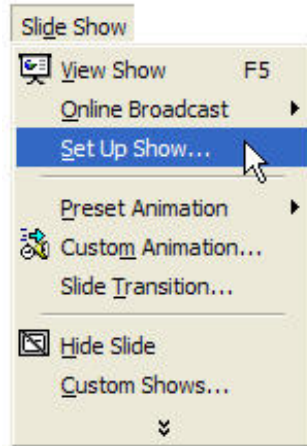 Slide Show
View Show F5
Online Broadcast
Set Up Show...
Preset Animation
Custom Animation...
Slide Transition...
Hide Slide
Custom Shows...